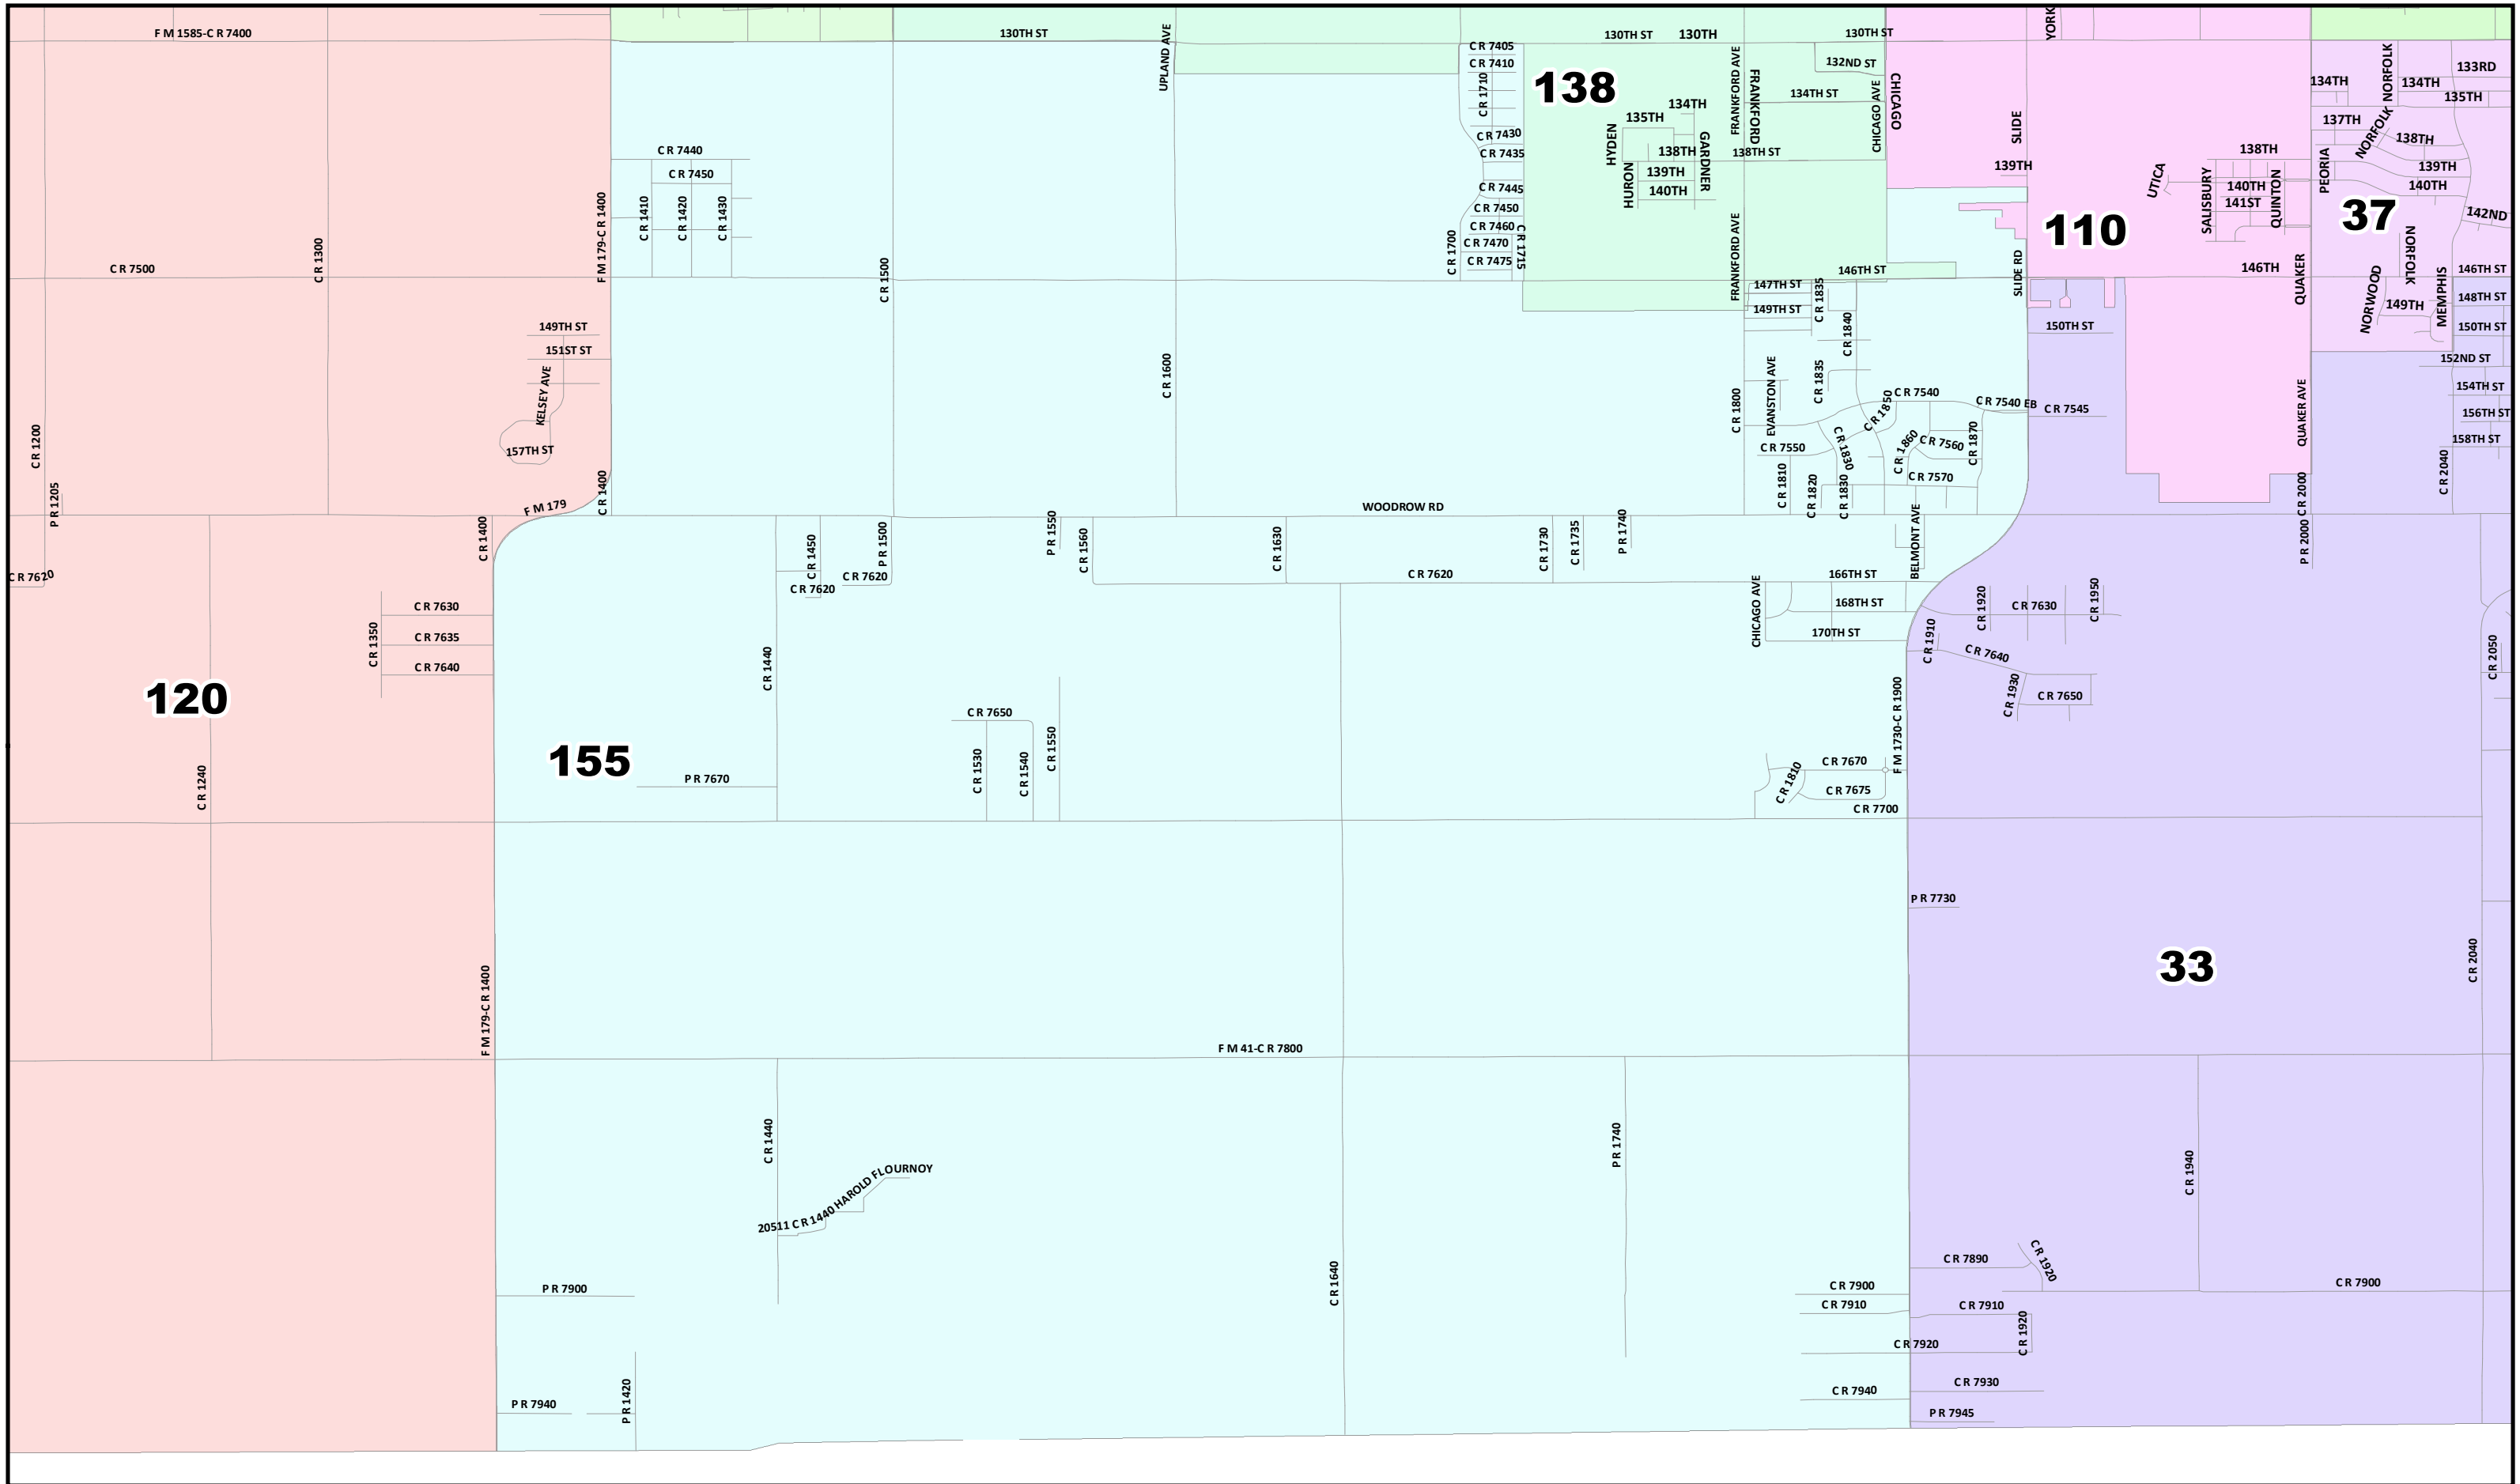 F M 1585-C R 7400
130TH ST
UPLAND AVE
130TH ST
130TH
130TH ST
YORK
C R 7405
C R 7410
C R 1710
138
FRANKFORD AVE
FRANKFORD
132ND ST
134TH ST
CHICAGO AVE
CHICAGO
SLIDE
134TH
NORFOLK
133RD
134TH
135TH
134TH
135TH
HYDEN
GARDNER
138TH
138TH ST
HURON
139TH
140TH
C R 7430
C R 7435
C R 7445
C R 7450
C R 7460
C R 7470
C R 7475
C R 1700
C R 1715
137TH
NORFOLK
138TH
139TH
PEORIA
140TH
142ND
37
139TH
UTICA
SALISBURY
138TH
140TH
141ST
QUINTON
110
C R 7440
C R 7450
C R 1410
C R 1420
C R 1430
F M 179-C R 1400
C R 7500
C R 1300
C R 1500
FRANKFORD AVE
146TH ST
SLIDE RD
146TH
QUAKER
NORFOLK
NORWOOD
MEMPHIS
149TH
146TH ST
148TH ST
150TH ST
152ND ST
154TH ST
156TH ST
158TH ST
147TH ST
149TH ST
C R 1835
C R 1840
150TH ST
149TH ST
151ST ST
KELSEY AVE
157TH ST
C R 1600
C R 1800
EVANSTON AVE
C R 1835
C R 1850
C R 7540
C R 7540 EB
C R 7545
QUAKER AVE
C R 1200
C R 7550
C R 1830
C R 1860
C R 7560
C R 1870
C R 1810
C R 1820
C R 1830
C R 7570
C R 2000
C R 2040
P R 1205
F M 179
C R 1400
WOODROW RD
C R 1400
C R 1450
P R 1500
P R 1550
C R 1560
C R 1630
C R 1730
C R 1735
P R 1740
BELMONT AVE
P R 2000
C R 7620
C R 7620
C R 7620
C R 7620
166TH ST
CHICAGO AVE
168TH ST
170TH ST
C R 1920
C R 7630
C R 1950
C R 7630
C R 1350
C R 7635
C R 7640
C R 1440
C R 1910
C R 7640
C R 2050
C R 1930
C R 7650
120
155
C R 7650
C R 1530
C R 1540
C R 1550
P R 7670
C R 1240
F M 1730-C R 1900
C R 7670
C R 1810
C R 7675
C R 7700
P R 7730
33
C R 2040
F M 179-C R 1400
F M 41-C R 7800
C R 1440
20511 C R 1440 HAROLD FLOURNOY
P R 1740
C R 1940
C R 1640
P R 7900
C R 7900
C R 7910
C R 7890
C R 1920
C R 7900
C R 7910
C R 1920
C R 7920
P R 7940
P R 1420
C R 7940
C R 7930
P R 7945